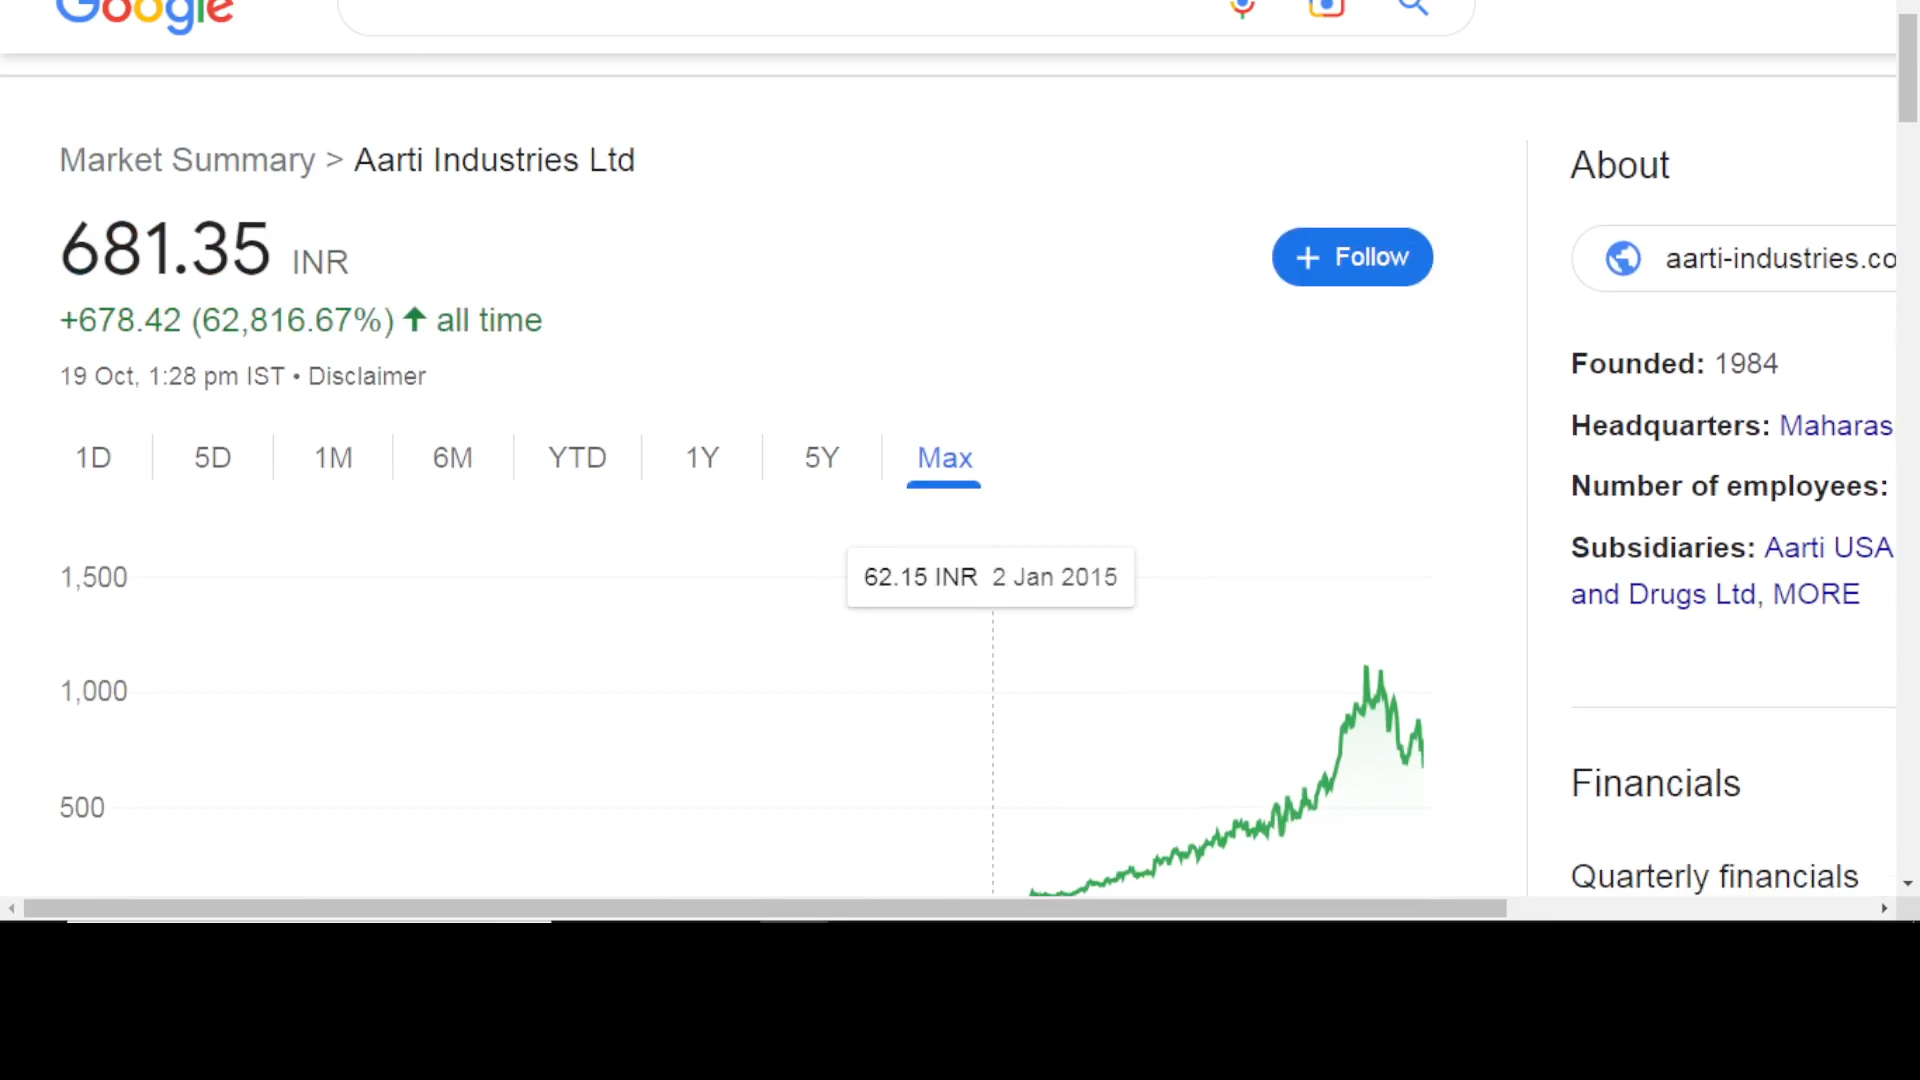 Google
Market Summary > Aarti Industries Ltd
681.35 INR
+ Follow
+678.42 (62,816.67%) ↑ all time
19 Oct, 1:28 pm IST • Disclaimer
1D 5D 1M 6M YTD 1Y 5Y Max
62.15 INR 2 Jan 2015
1,500
1,000
500
About
aarti-industries.co
Founded: 1984
Headquarters: Maharas
Number of employees:
Subsidiaries: Aarti USA
and Drugs Ltd, MORE
Financials
Quarterly financials